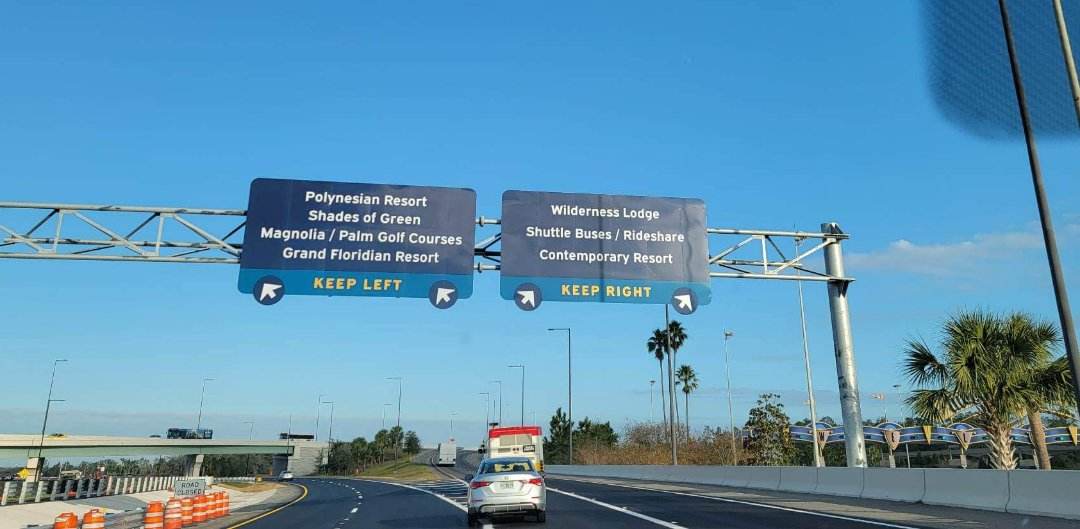 Polynesian Resort
Shades of Green
Magnolia / Palm Golf Courses
Grand Floridian Resort
KEEP LEFT
Wilderness Lodge
Shuttle Buses / Rideshare
Contemporary Resort
KEEP RIGHT
ROAD
CLOSED